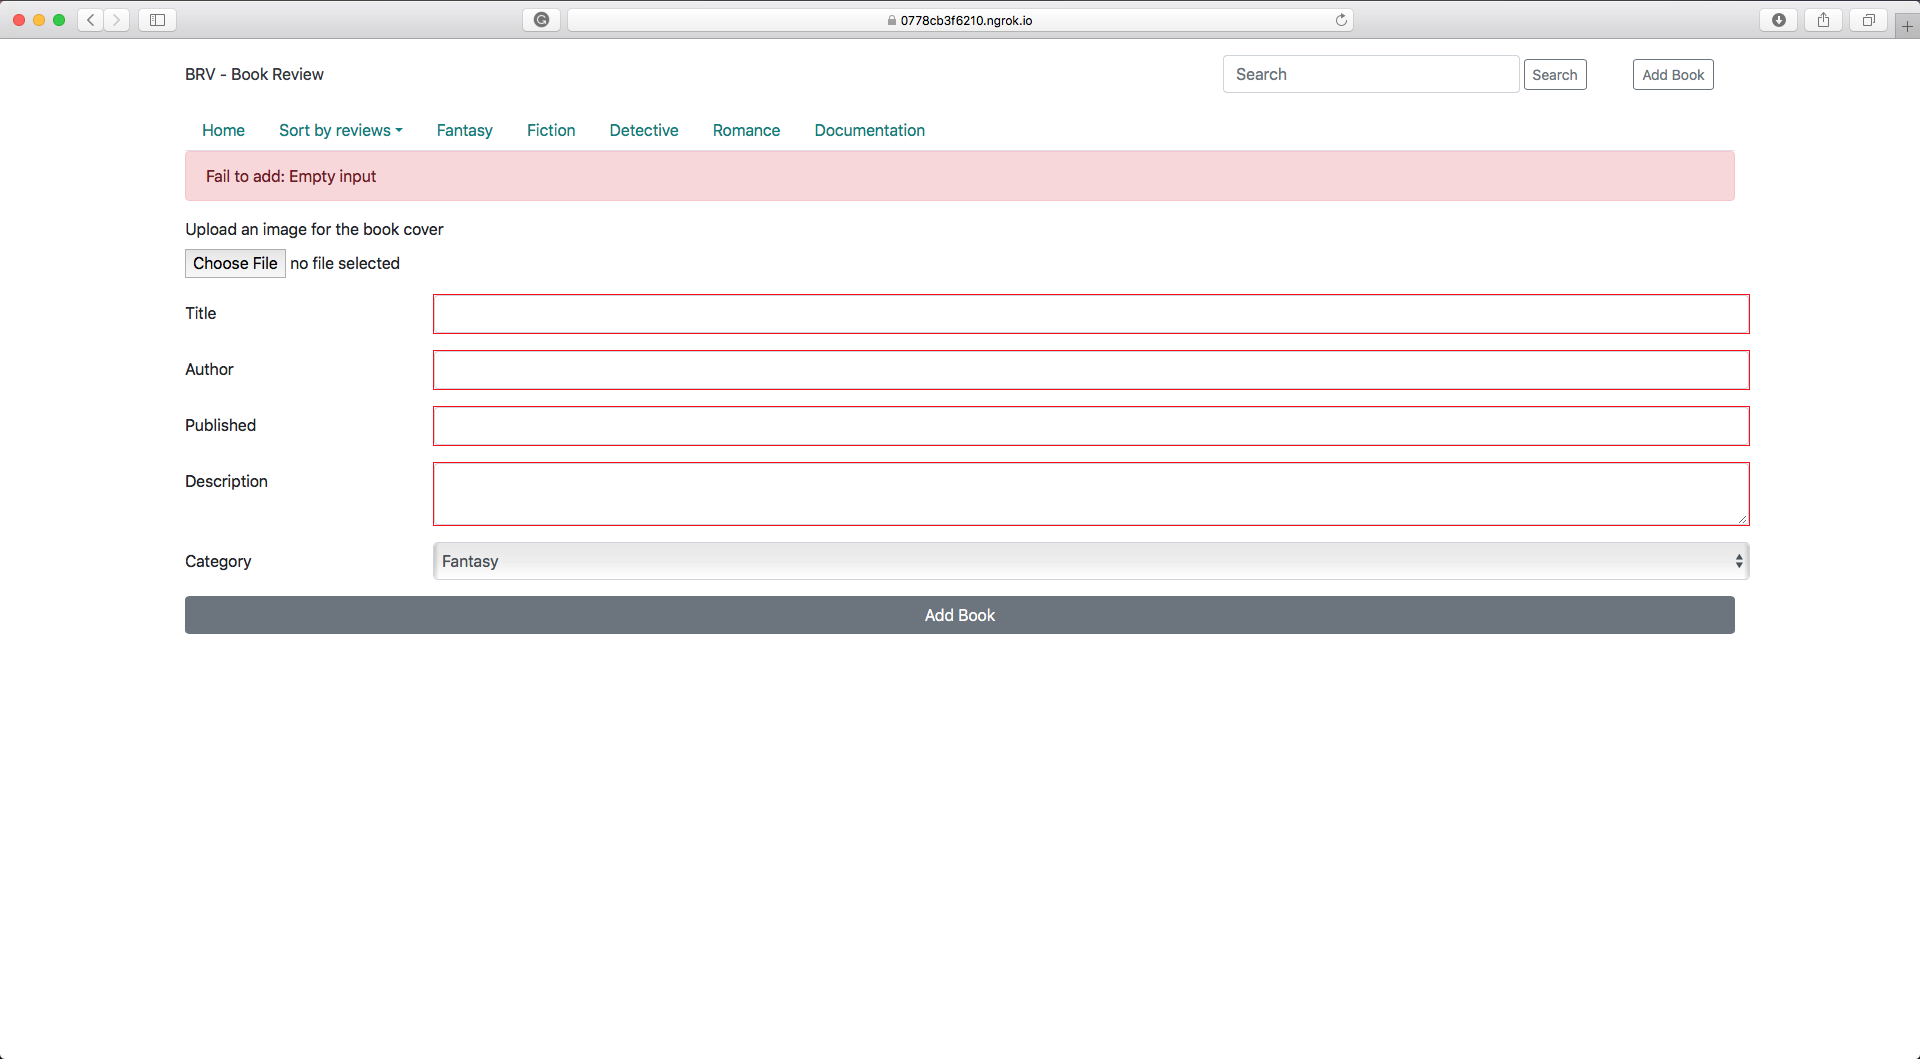 0778cb3f6210.ngrok.io
BRV - Book Review
Search Search Add Book
Home Sort by reviews Fantasy Fiction Detective Romance Documentation
Fail to add: Empty input
Upload an image for the book cover
Choose File no file selected
Title
Author
Published
Description
Category Fantasy
Add Book